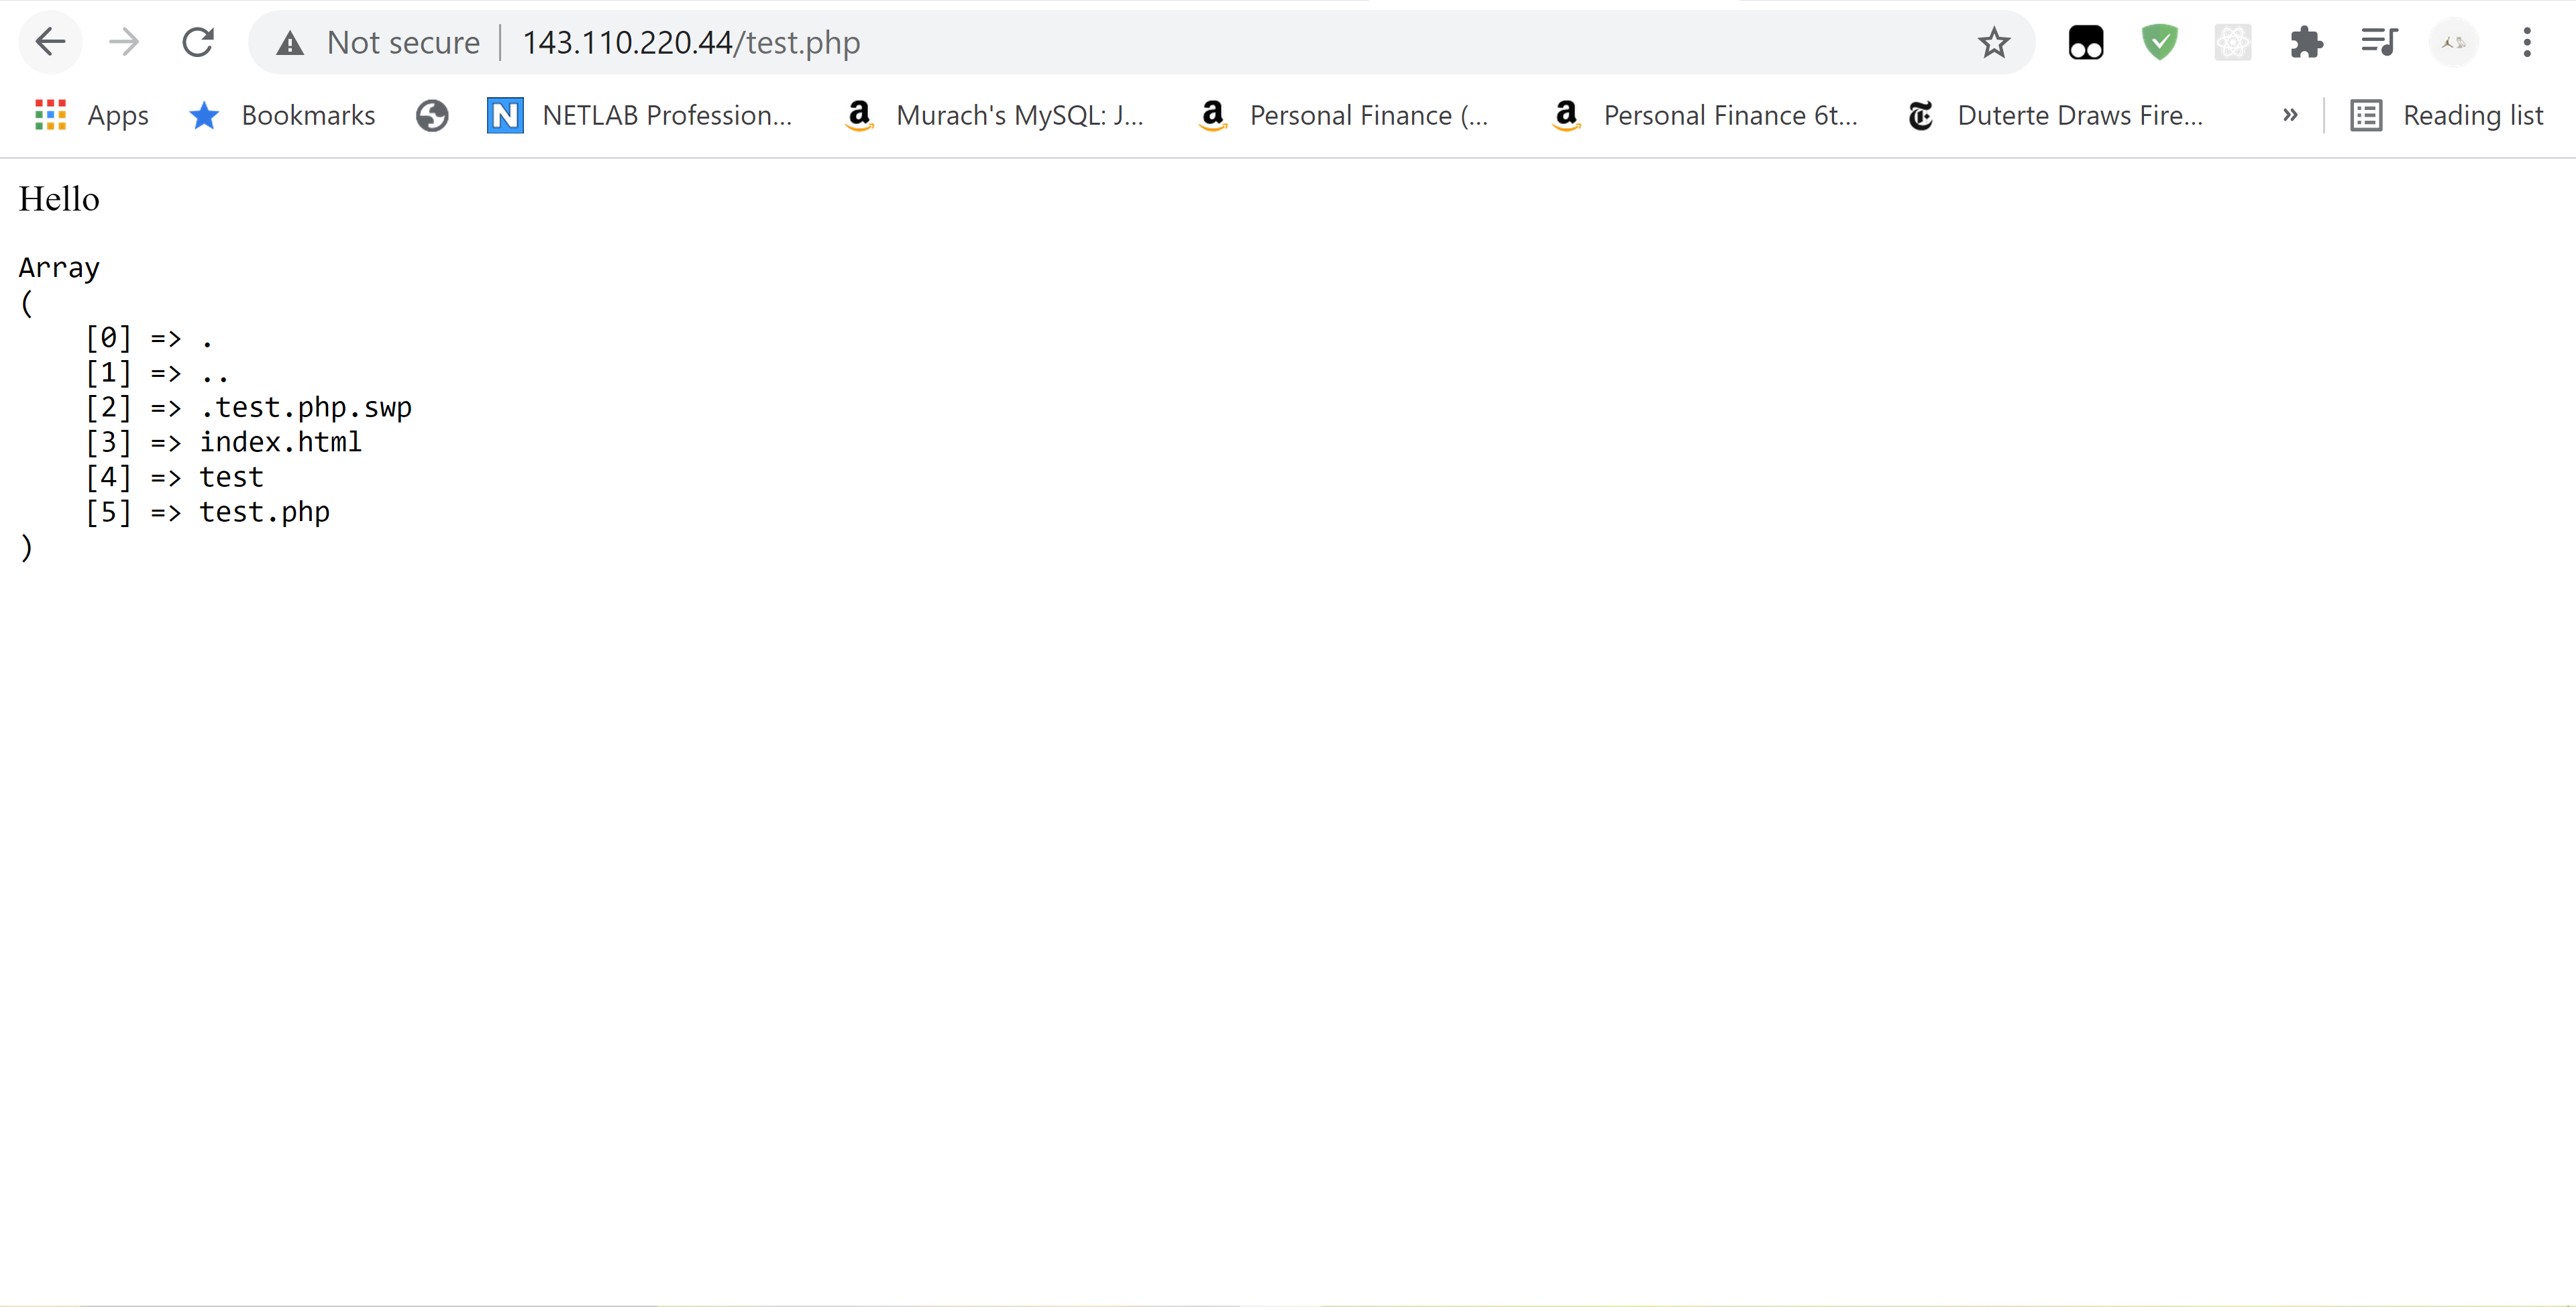 Not secure 143.110.220.44/test.php
Apps Bookmarks NETLAB Profession... Murach's MySQL: J... Personal Finance (... Personal Finance 6t... Duterte Draws Fire... » Reading list
Hello
Array
(
    [0] => .
    [1] => ..
    [2] => .test.php.swp
    [3] => index.html
    [4] => test
    [5] => test.php
)